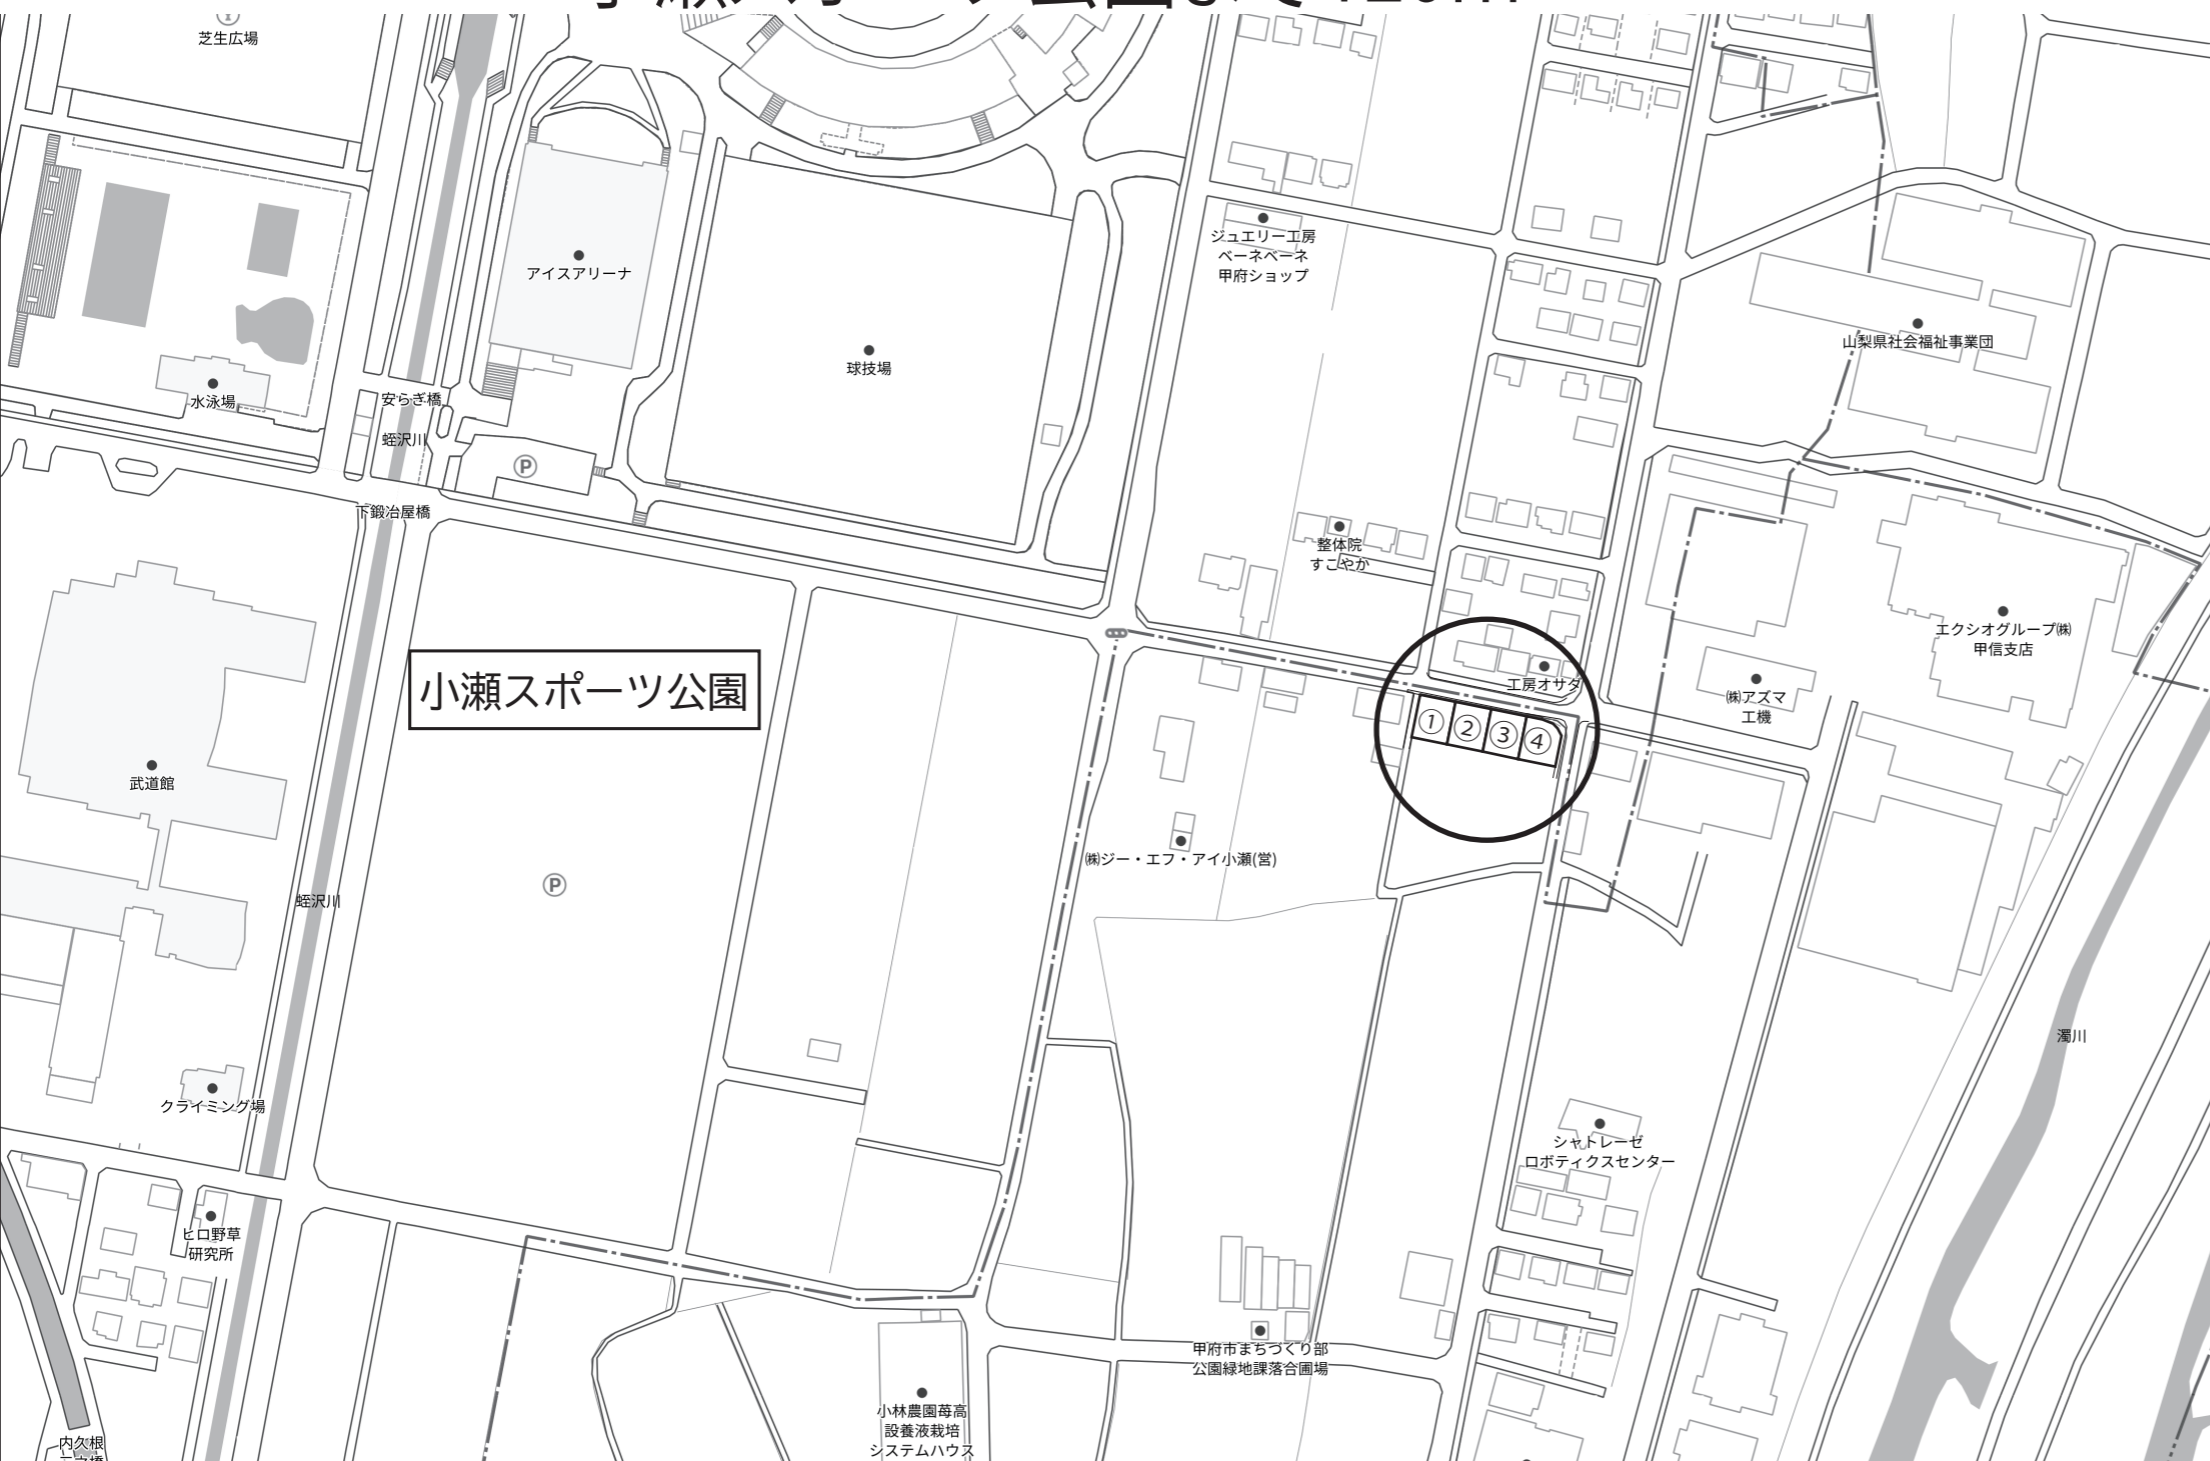 芝生広場
アイスアリーナ
ジュエリー工房
ベーネベーネ
甲府ショップ
山梨県社会福祉事業団
球技場
水泳場
安らぎ橋
蛭沢川
P
下鍛冶屋橋
整体院
すこやか
エクシオグループ㈱
甲信支店
小瀬スポーツ公園
工房オサダ
㈱アズマ
工機
① ② ③ ④
武道館
㈱ジー・エフ・アイ小瀬(営)
P
蛭沢川
濁川
クライミング場
シャトレーゼ
ロボティクスセンター
ヒロ野草
研究所
甲府市まちづくり部
公園緑地課落合圃場
小林農園苺高
設養液栽培
システムハウス
内久根